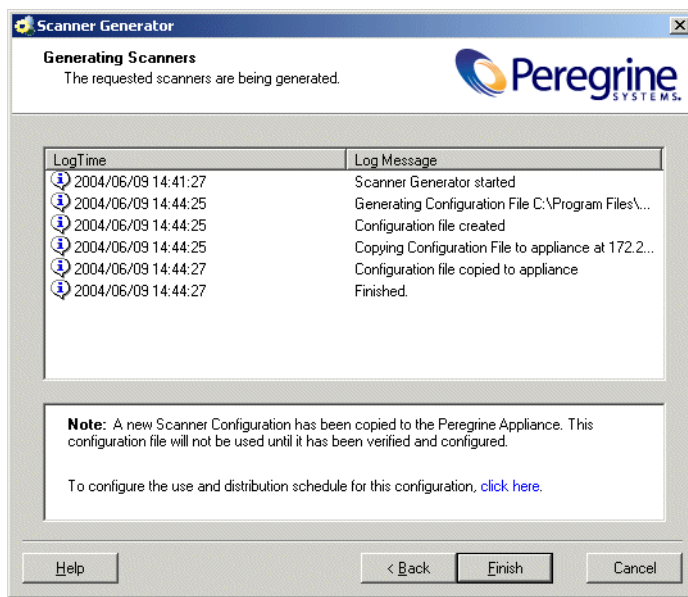 Scanner Generator
Generating Scanners
The requested scanners are being generated.
Peregrine
SYSTEMS.
LogTime Log Message
2004/06/09 14:41:27 Scanner Generator started
2004/06/09 14:44:25 Generating Configuration File C:\Program Files\...
2004/06/09 14:44:25 Configuration file created
2004/06/09 14:44:25 Copying Configuration File to appliance at 172.2...
2004/06/09 14:44:27 Configuration file copied to appliance
2004/06/09 14:44:27 Finished.
Note: A new Scanner Configuration has been copied to the Peregrine Appliance. This
configuration file will not be used until it has been verified and configured.
To configure the use and distribution schedule for this configuration, click here.
Help < Back Finish Cancel